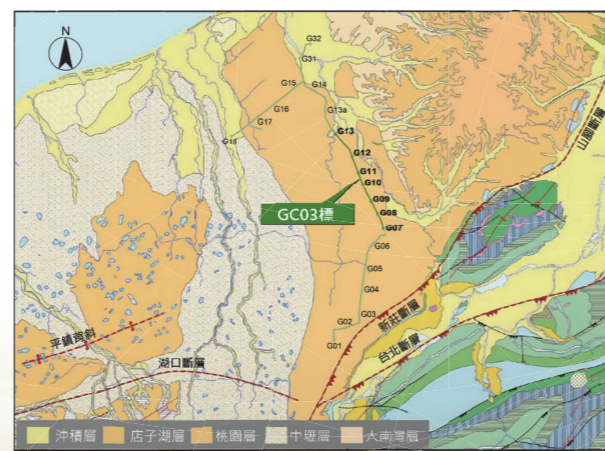 N
G32
G31
G15
G14
G16
G13a
G17
G13
G18
G12
G11
G10
GC03標
G09
G08
G07
G06
G05
G04
G03
G02
G01
山腳斷層
新莊斷層
台北斷層
平鎮背斜
湖口斷層
沖積層
店子湖層
桃園層
中壢層
大南灣層